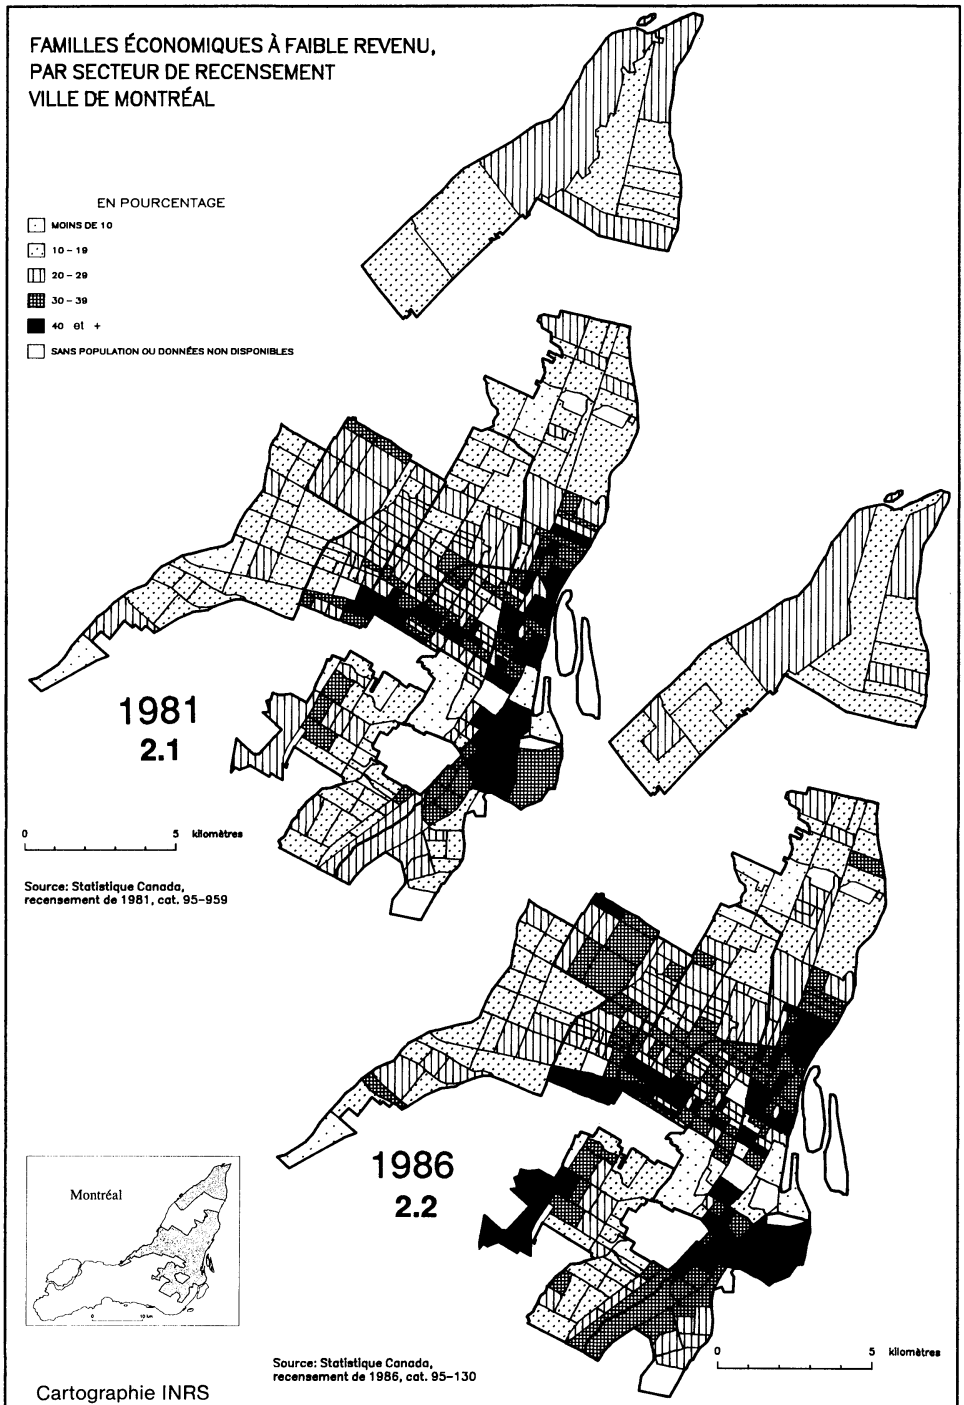 FAMILLES ÉCONOMIQUES À FAIBLE REVENU,
PAR SECTEUR DE RECENSEMENT
VILLE DE MONTRÉAL
EN POURCENTAGE
MOINS DE 10
10 – 19
20 – 29
30 – 39
40 et +
SANS POPULATION OU DONNÉES NON DISPONIBLES
1981
2.1
0 5 kilomètres
Source: Statistique Canada,
recensement de 1981, cat. 95-959
1986
2.2
0 5 kilomètres
Source: Statistique Canada,
recensement de 1986, cat. 95-130
Montréal
0 10 km
Cartographie INRS